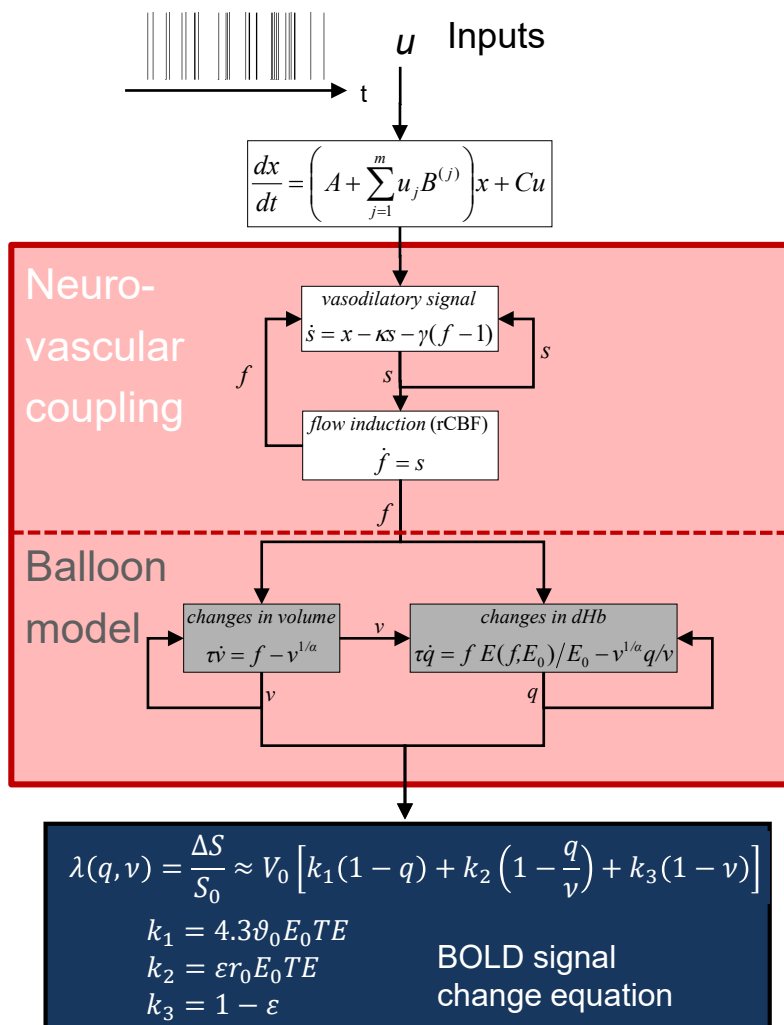 u Inputs
t
dx/dt = (A + ∑_{j=1}^{m} u_j B^{(j)}) x + Cu
Neuro-
vascular
coupling
vasodilatory signal
ṡ = x − κs − γ(f − 1)
f
s
s
flow induction (rCBF)
ḟ = s
f
Balloon
model
changes in volume
τv̇ = f − v^{1/α}
v
changes in dHb
τq̇ = f E(f,E_0)/E_0 − v^{1/α} q/v
v
q
λ(q, ν) = ΔS/S_0 ≈ V_0 [k_1(1 − q) + k_2 (1 − q/ν) + k_3(1 − ν)]
k_1 = 4.3ϑ_0E_0TE
k_2 = εr_0E_0TE
k_3 = 1 − ε
BOLD signal
change equation